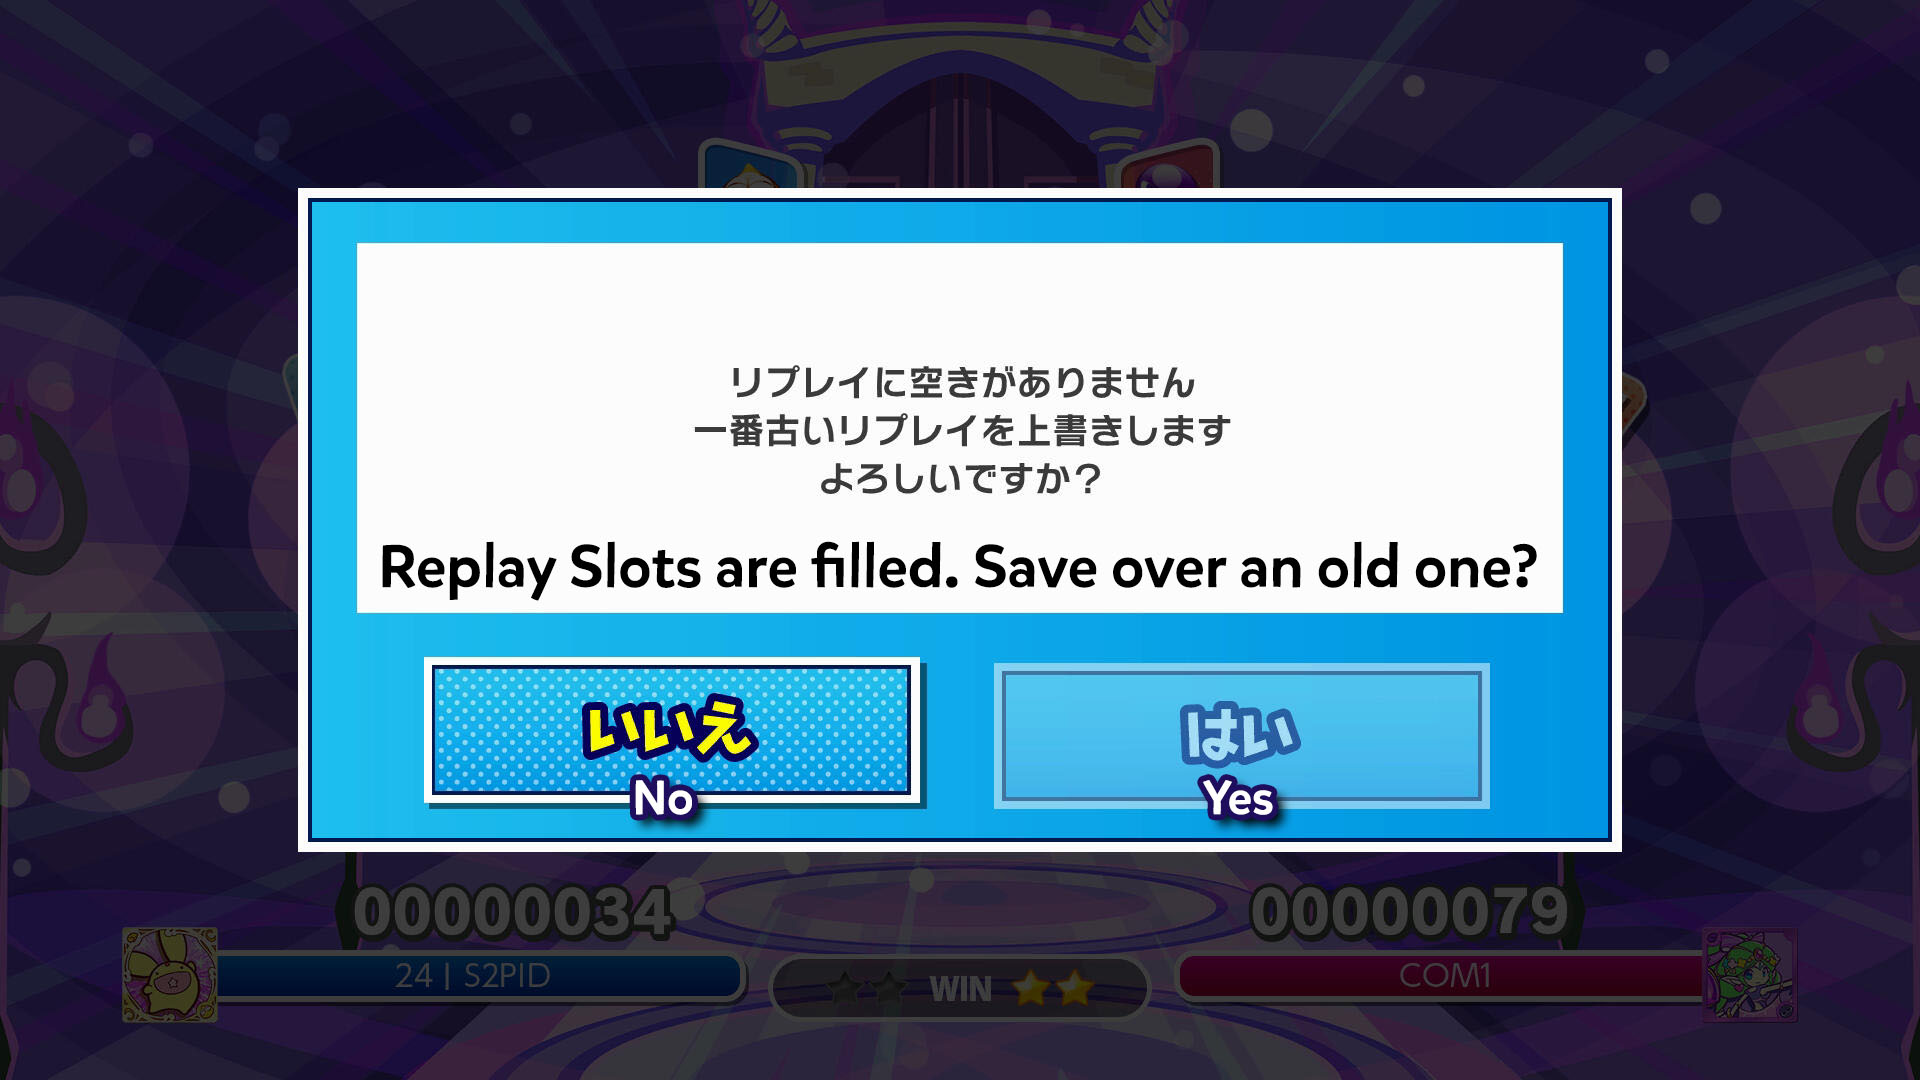 リプレイに空きがありません
一番古いリプレイを上書きします
よろしいですか？
Replay Slots are filled. Save over an old one?
いいえ
No
はい
Yes
00000034
00000079
24 | S2PID
WIN
COM1